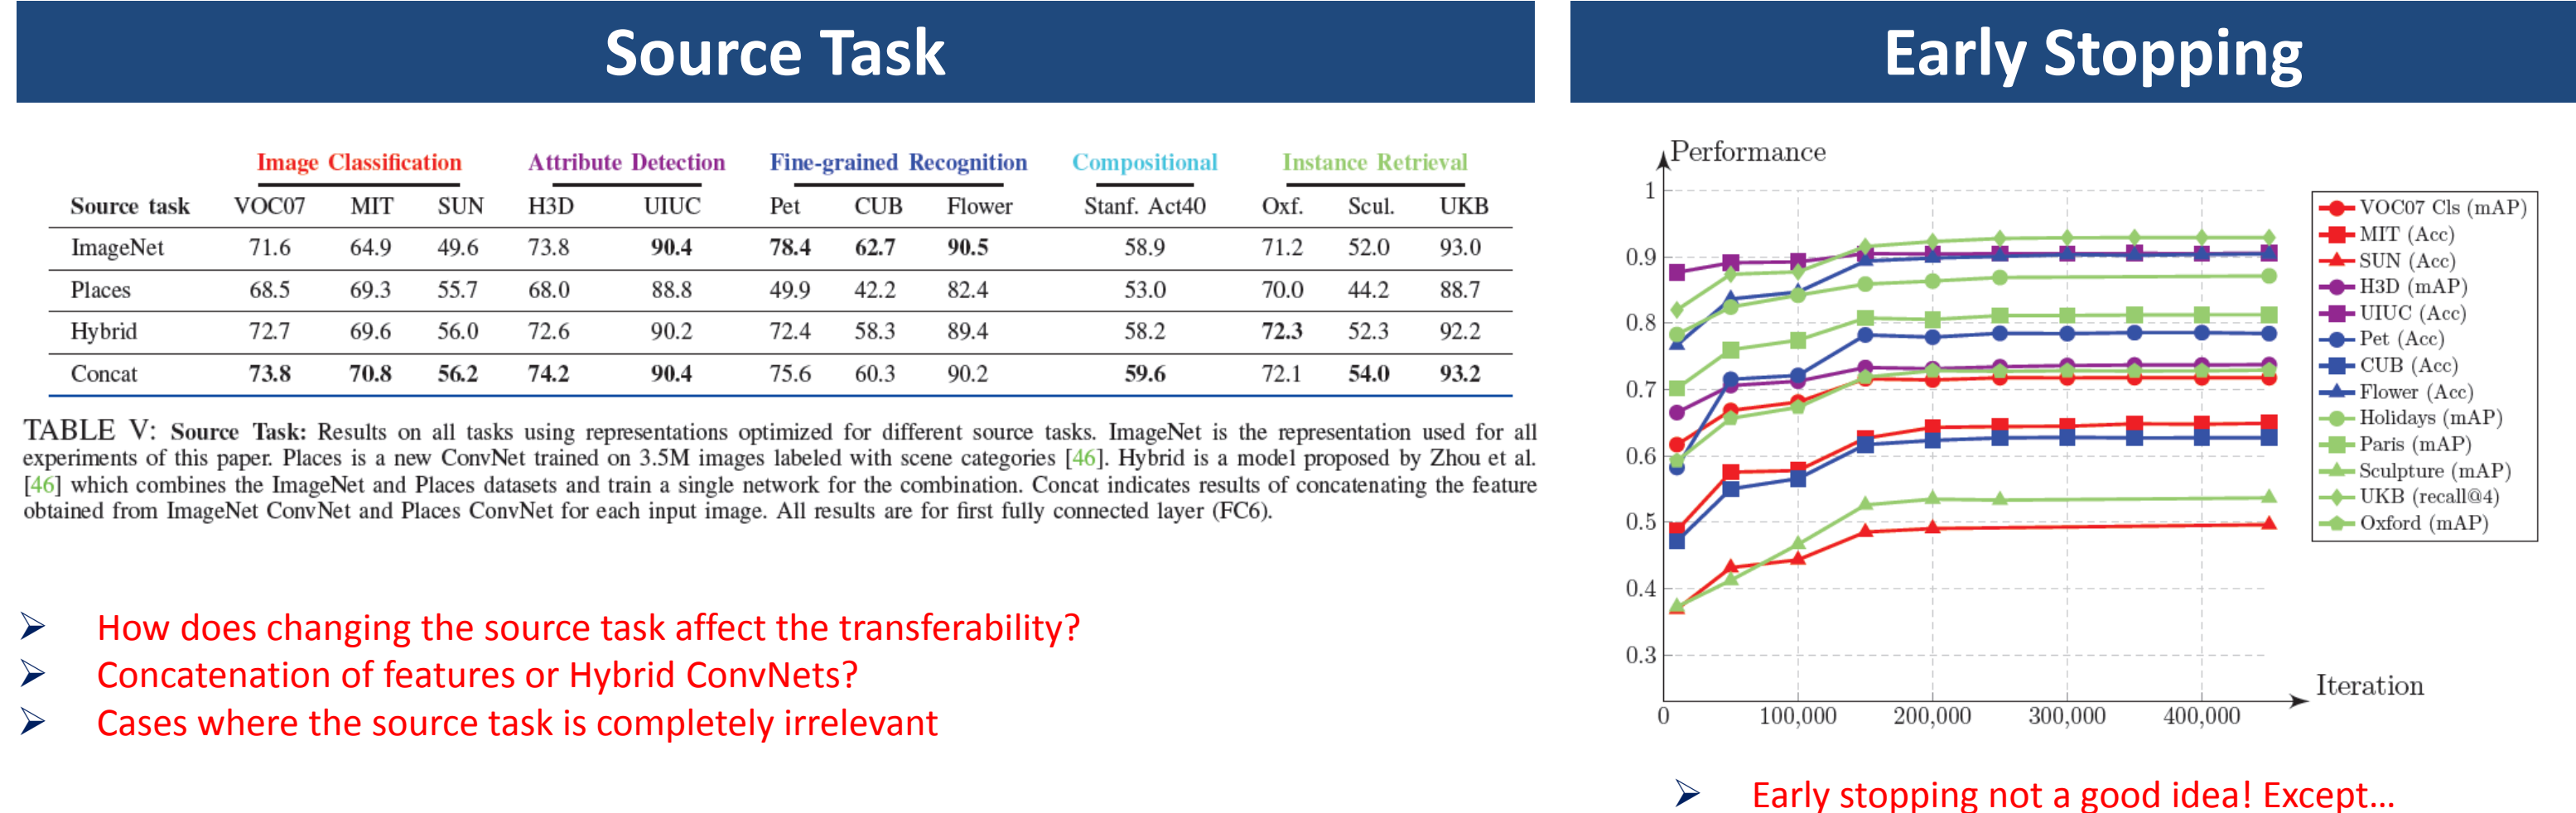 Source Task
Image Classification Attribute Detection Fine-grained Recognition Compositional Instance Retrieval
Source task VOC07 MIT SUN H3D UIUC Pet CUB Flower Stanf. Act40 Oxf. Scul. UKB
ImageNet 71.6 64.9 49.6 73.8 90.4 78.4 62.7 90.5 58.9 71.2 52.0 93.0
Places 68.5 69.3 55.7 68.0 88.8 49.9 42.2 82.4 53.0 70.0 44.2 88.7
Hybrid 72.7 69.6 56.0 72.6 90.2 72.4 58.3 89.4 58.2 72.3 52.3 92.2
Concat 73.8 70.8 56.2 74.2 90.4 75.6 60.3 90.2 59.6 72.1 54.0 93.2
TABLE V: Source Task: Results on all tasks using representations optimized for different source tasks. ImageNet is the representation used for all
experiments of this paper. Places is a new ConvNet trained on 3.5M images labeled with scene categories [46]. Hybrid is a model proposed by Zhou et al.
[46] which combines the ImageNet and Places datasets and train a single network for the combination. Concat indicates results of concatenating the feature
obtained from ImageNet ConvNet and Places ConvNet for each input image. All results are for first fully connected layer (FC6).
➢ How does changing the source task affect the transferability?
➢ Concatenation of features or Hybrid ConvNets?
➢ Cases where the source task is completely irrelevant
Early Stopping
Performance
1
0.9
0.8
0.7
0.6
0.5
0.4
0.3
0 100,000 200,000 300,000 400,000
Iteration
VOC07 Cls (mAP)
MIT (Acc)
SUN (Acc)
H3D (mAP)
UIUC (Acc)
Pet (Acc)
CUB (Acc)
Flower (Acc)
Holidays (mAP)
Paris (mAP)
Sculpture (mAP)
UKB (recall@4)
Oxford (mAP)
➢ Early stopping not a good idea! Except…